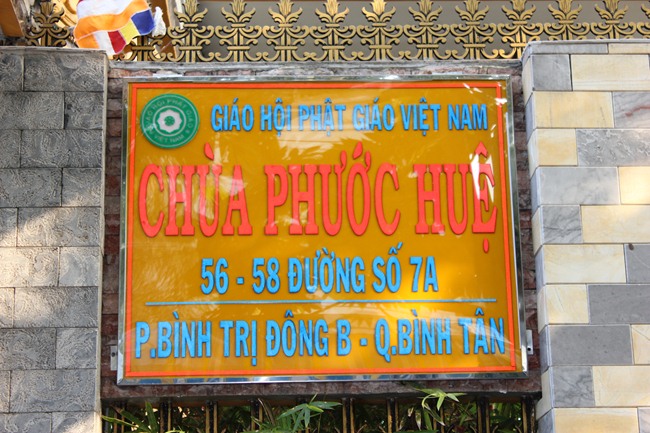 GIÁO HỘI PHẬT GIÁO VIỆT NAM
CHÙA PHƯỚC HUỆ
56 - 58 ĐƯỜNG SỐ 7A
P.BÌNH TRỊ ĐÔNG B - Q.BÌNH TÂN